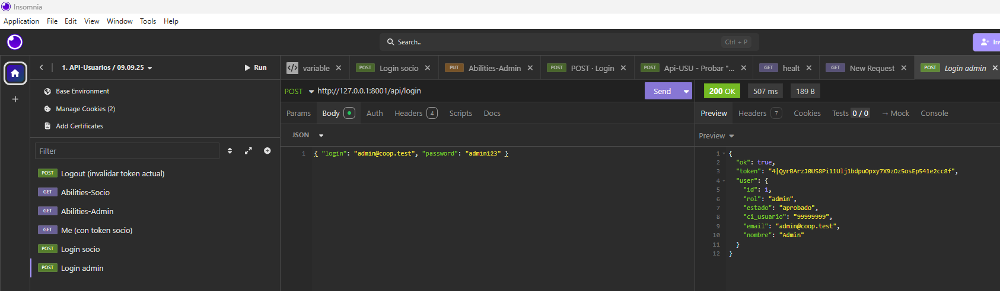 Insomnia
Application File Edit View Window Tools Help
Search.. Ctrl + P
1. API-Usuarios / 09.09.25 Run
variable POST Login socio PUT Abilities-Admin POST POST · Login POST Api-USU - Probar "... GET healt GET New Request POST Login admin
Base Environment
Manage Cookies (2)
Add Certificates
Filter
POST Logout (invalidar token actual)
GET Abilities-Socio
GET Abilities-Admin
GET Me (con token socio)
POST Login socio
POST Login admin
POST http://127.0.0.1:8001/api/login Send
Params Body Auth Headers 4 Scripts Docs
JSON
1 { "login": "admin@coop.test", "password": "admin123" }
200 OK 507 ms 189 B
Preview Headers 7 Cookies Tests 0 / 0 → Mock Console
Preview
1 {
2 "ok": true,
3 "token": "4|QyrBArzJ0US8Pi11Ulj1bdpuOpxy7X9zOz5osEp541e2cc8f",
4 "user": {
5 "id": 1,
6 "rol": "admin",
7 "estado": "aprobado",
8 "ci_usuario": "99999999",
9 "email": "admin@coop.test",
10 "nombre": "Admin"
11 }
12 }